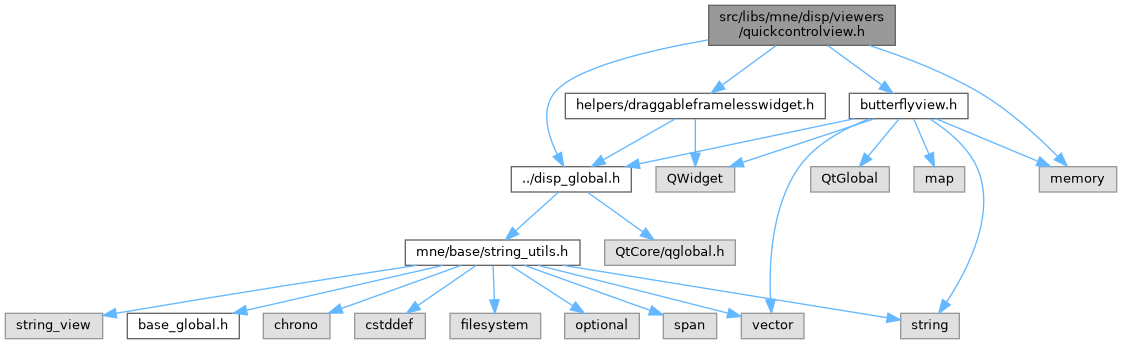 src/libs/mne/disp/viewers
/quickcontrolview.h
helpers/draggableframelesswidget.h
butterflyview.h
../disp_global.h
QWidget
QtGlobal
map
memory
mne/base/string_utils.h
QtCore/qglobal.h
string_view
base_global.h
chrono
cstddef
filesystem
optional
span
vector
string